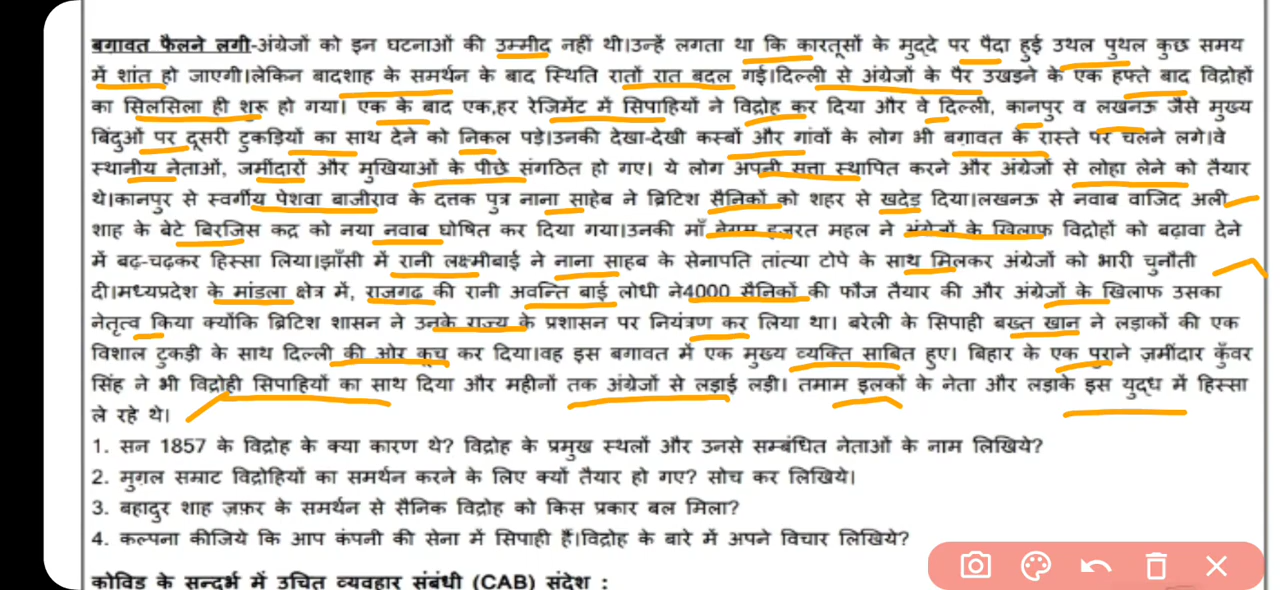 बग़ावत फैलने लगी-अंग्रेजों को इन घटनाओं की उम्मीद नहीं थी।उन्हें लगता था कि कारतूसों के मुद्दे पर पैदा हुई उथल पुथल कुछ समय
में शांत हो जाएगी।लेकिन बादशाह के समर्थन के बाद स्थिति रातों रात बदल गई।दिल्ली से अंग्रेजों के पैर उखड़ने के एक हफ्ते बाद विद्रोहों
का सिलसिला ही शुरू हो गया। एक के बाद एक,हर रेजिमेंट में सिपाहियों ने विद्रोह कर दिया और वे दिल्ली, कानपुर व लखनऊ जैसे मुख्य
बिंदुओं पर दूसरी टुकड़ियों का साथ देने को निकल पड़े।उनकी देखा-देखी कस्बों और गांवों के लोग भी बग़ावत के रास्ते पर चलने लगे।वे
स्थानीय नेताओं, जमींदारों और मुखियाओं के पीछे संगठित हो गए। ये लोग अपनी सत्ता स्थापित करने और अंग्रेजों से लोहा लेने को तैयार
थे।कानपुर से स्वर्गीय पेशवा बाजीराव के दत्तक पुत्र नाना साहेब ने ब्रिटिश सैनिकों को शहर से खदेड़ दिया।लखनऊ से नवाब वाजिद अली
शाह के बेटे बिरजिस कद्र को नया नवाब घोषित कर दिया गया।उनकी माँ बेगम हजरत महल ने अंग्रेजों के खिलाफ विद्रोहों को बढ़ावा देने
में बढ़-चढ़कर हिस्सा लिया।झाँसी में रानी लक्ष्मीबाई ने नाना साहब के सेनापति तांत्या टोपे के साथ मिलकर अंग्रेजों को भारी चुनौती
दी।मध्यप्रदेश के मांडला क्षेत्र में, राजगढ़ की रानी अवन्ति बाई लोधी ने4000 सैनिकों की फौज तैयार की और अंग्रेजों के खिलाफ उसका
नेतृत्व किया क्योंकि ब्रिटिश शासन ने उनके राज्य के प्रशासन पर नियंत्रण कर लिया था। बरेली के सिपाही बख्त खान ने लड़ाकों की एक
विशाल टुकड़ी के साथ दिल्ली की ओर कूच कर दिया।वह इस बगावत में एक मुख्य व्यक्ति साबित हुए। बिहार के एक पुराने ज़मींदार कुँवर
सिंह ने भी विद्रोही सिपाहियों का साथ दिया और महीनों तक अंग्रेजों से लड़ाई लड़ी। तमाम इलकों के नेता और लड़ाके इस युद्ध में हिस्सा
ले रहे थे।
1. सन 1857 के विद्रोह के क्या कारण थे? विद्रोह के प्रमुख स्थलों और उनसे सम्बंधित नेताओं के नाम लिखिये?
2. मुग़ल सम्राट विद्रोहियों का समर्थन करने के लिए क्यों तैयार हो गए? सोच कर लिखिये।
3. बहादुर शाह ज़फ़र के समर्थन से सैनिक विद्रोह को किस प्रकार बल मिला?
4. कल्पना कीजिये कि आप कंपनी की सेना में सिपाही हैं।विद्रोह के बारे में अपने विचार लिखिये?
कोविड के सन्दर्भ में उचित व्यवहार संबंधी (CAB) संदेश :